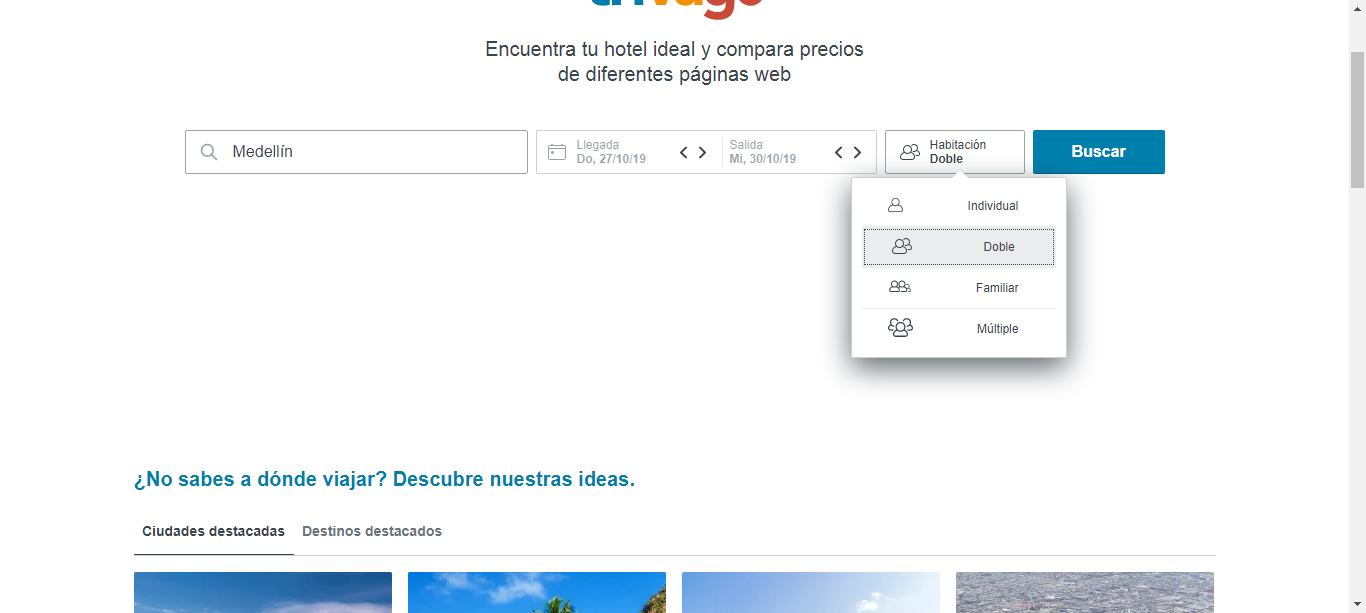 trivago
Encuentra tu hotel ideal y compara precios
de diferentes páginas web
Medellín
Llegada
Do, 27/10/19
Salida
Mi, 30/10/19
Habitación
Doble
Buscar
Individual
Doble
Familiar
Múltiple
¿No sabes a dónde viajar? Descubre nuestras ideas.
Ciudades destacadas
Destinos destacados